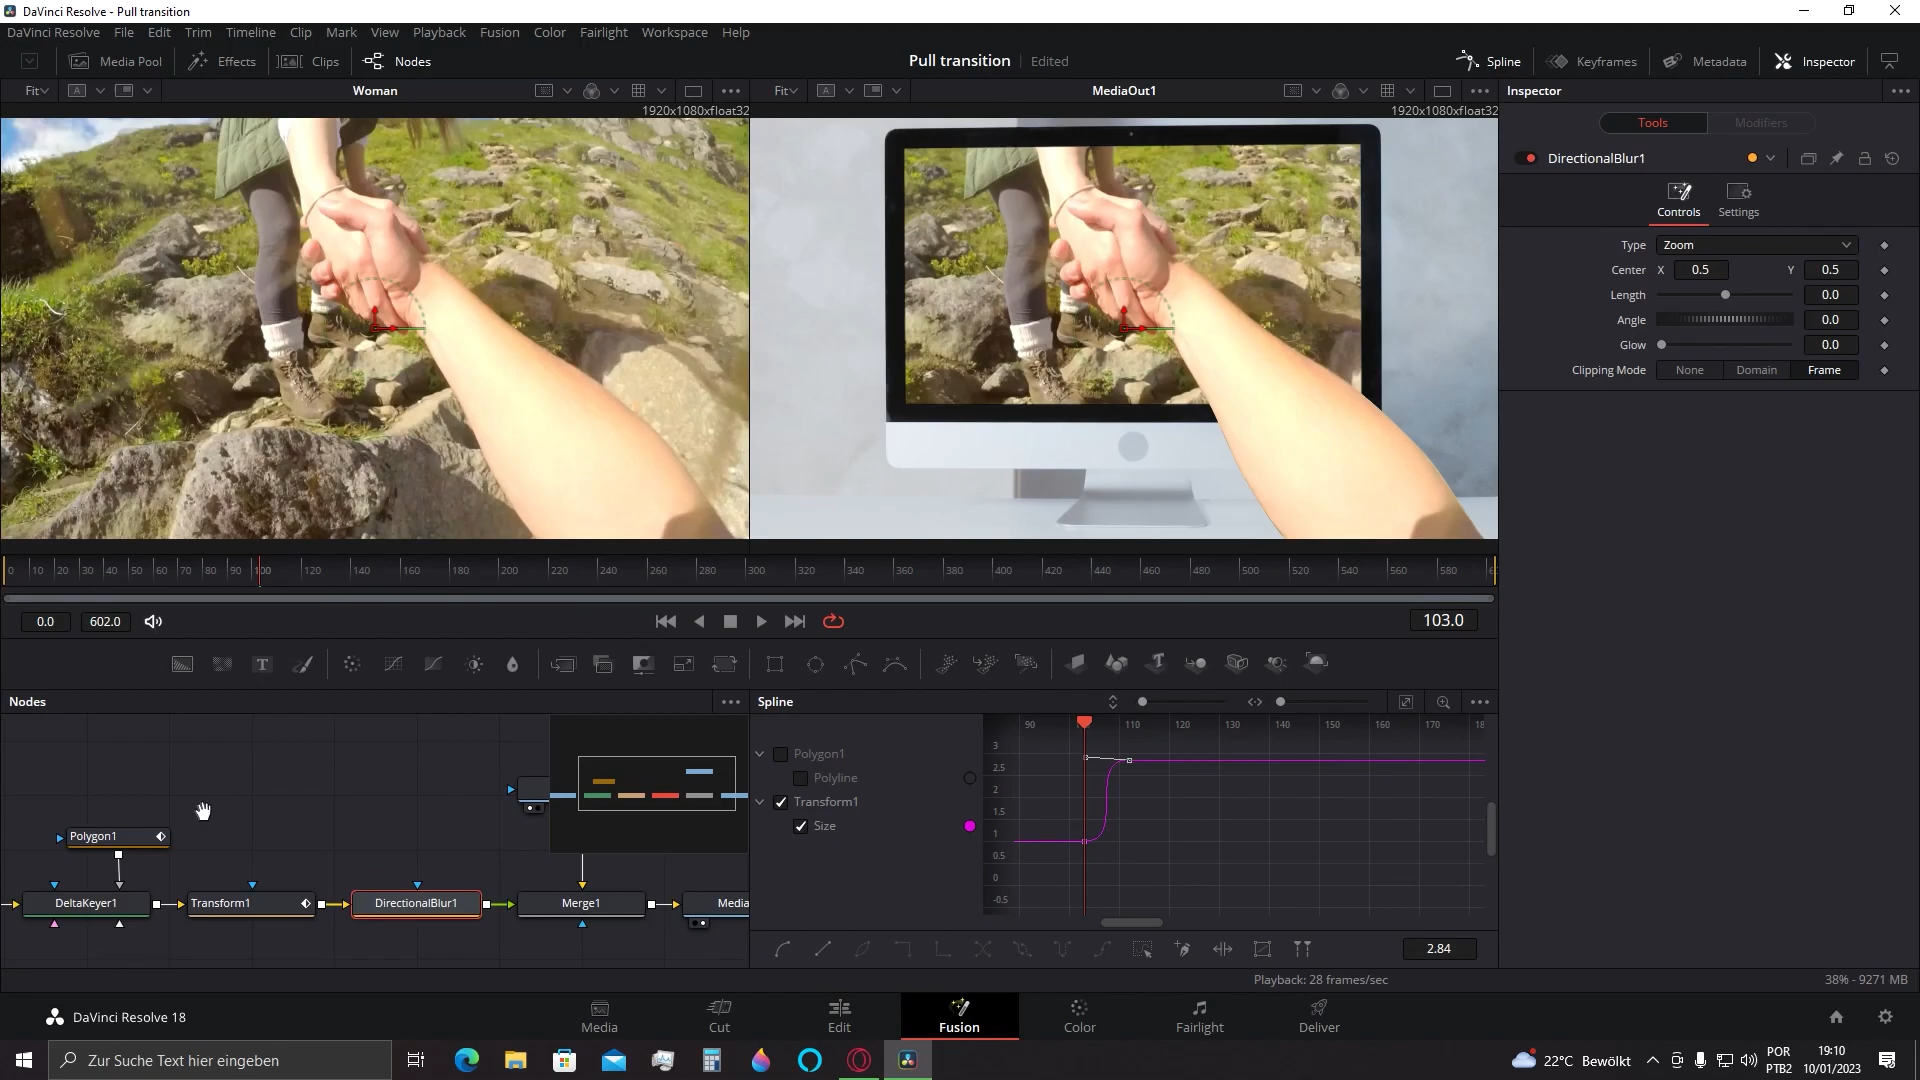 DaVinci Resolve - Pull transition
DaVinci Resolve File Edit Trim Timeline Clip Mark View Playback Fusion Color Fairlight Workspace Help
Media Pool Effects Clips Nodes Pull transition Edited Spline Keyframes Metadata Inspector
Fit A Woman Fit A MediaOut1 Inspector
1920x1080xfloat32 1920x1080xfloat32
Tools Modifiers
DirectionalBlur1
Controls Settings
Type Zoom
Center X 0.5 Y 0.5
Length 0.0
Angle 0.0
Glow 0.0
Clipping Mode None Domain Frame
0 10 20 30 40 50 60 70 80 90 100 120 140 160 180 200 220 240 260 280 300 320 340 360 380 400 420 440 460 480 500 520 540 560 580
0.0 602.0 103.0
T T
Nodes Spline
90 110 120 130 140 150 160 170 18
3
2.5
2
1.5
1
0.5
0
-0.5
Polygon1
Polyline
Transform1
Size
Polygon1
DeltaKeyer1 Transform1 DirectionalBlur1 Merge1 Media
2.84
Playback: 28 frames/sec 38% - 9271 MB
DaVinci Resolve 18 Media Cut Edit Fusion Color Fairlight Deliver
Zur Suche Text hier eingeben 22°C Bewölkt POR PTB2 19:10 10/01/2023